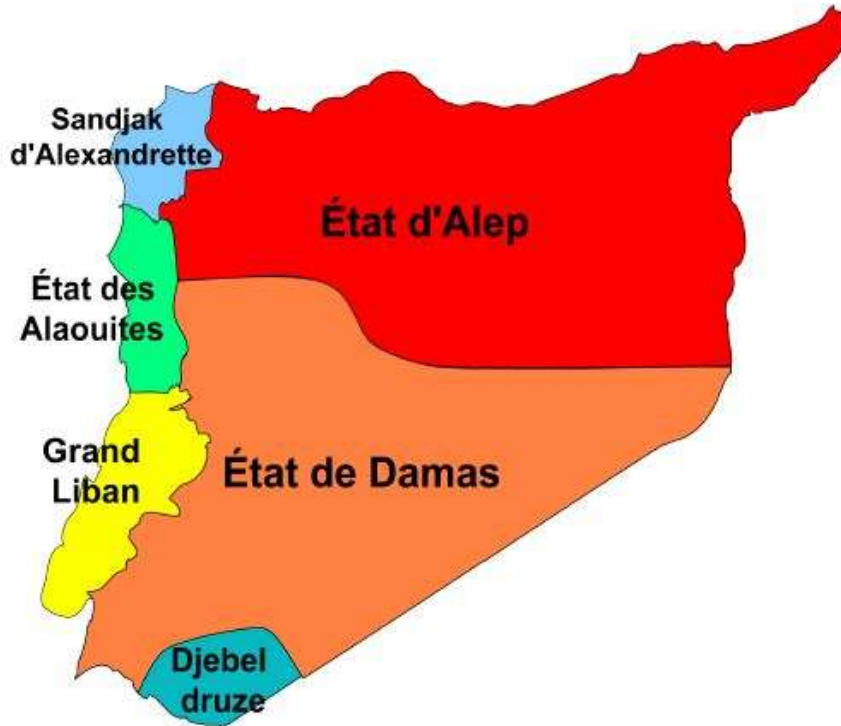 Sandjak
d'Alexandrette
État d'Alep
État des
Alaouites
Grand
Liban
État de Damas
Djebel
druze